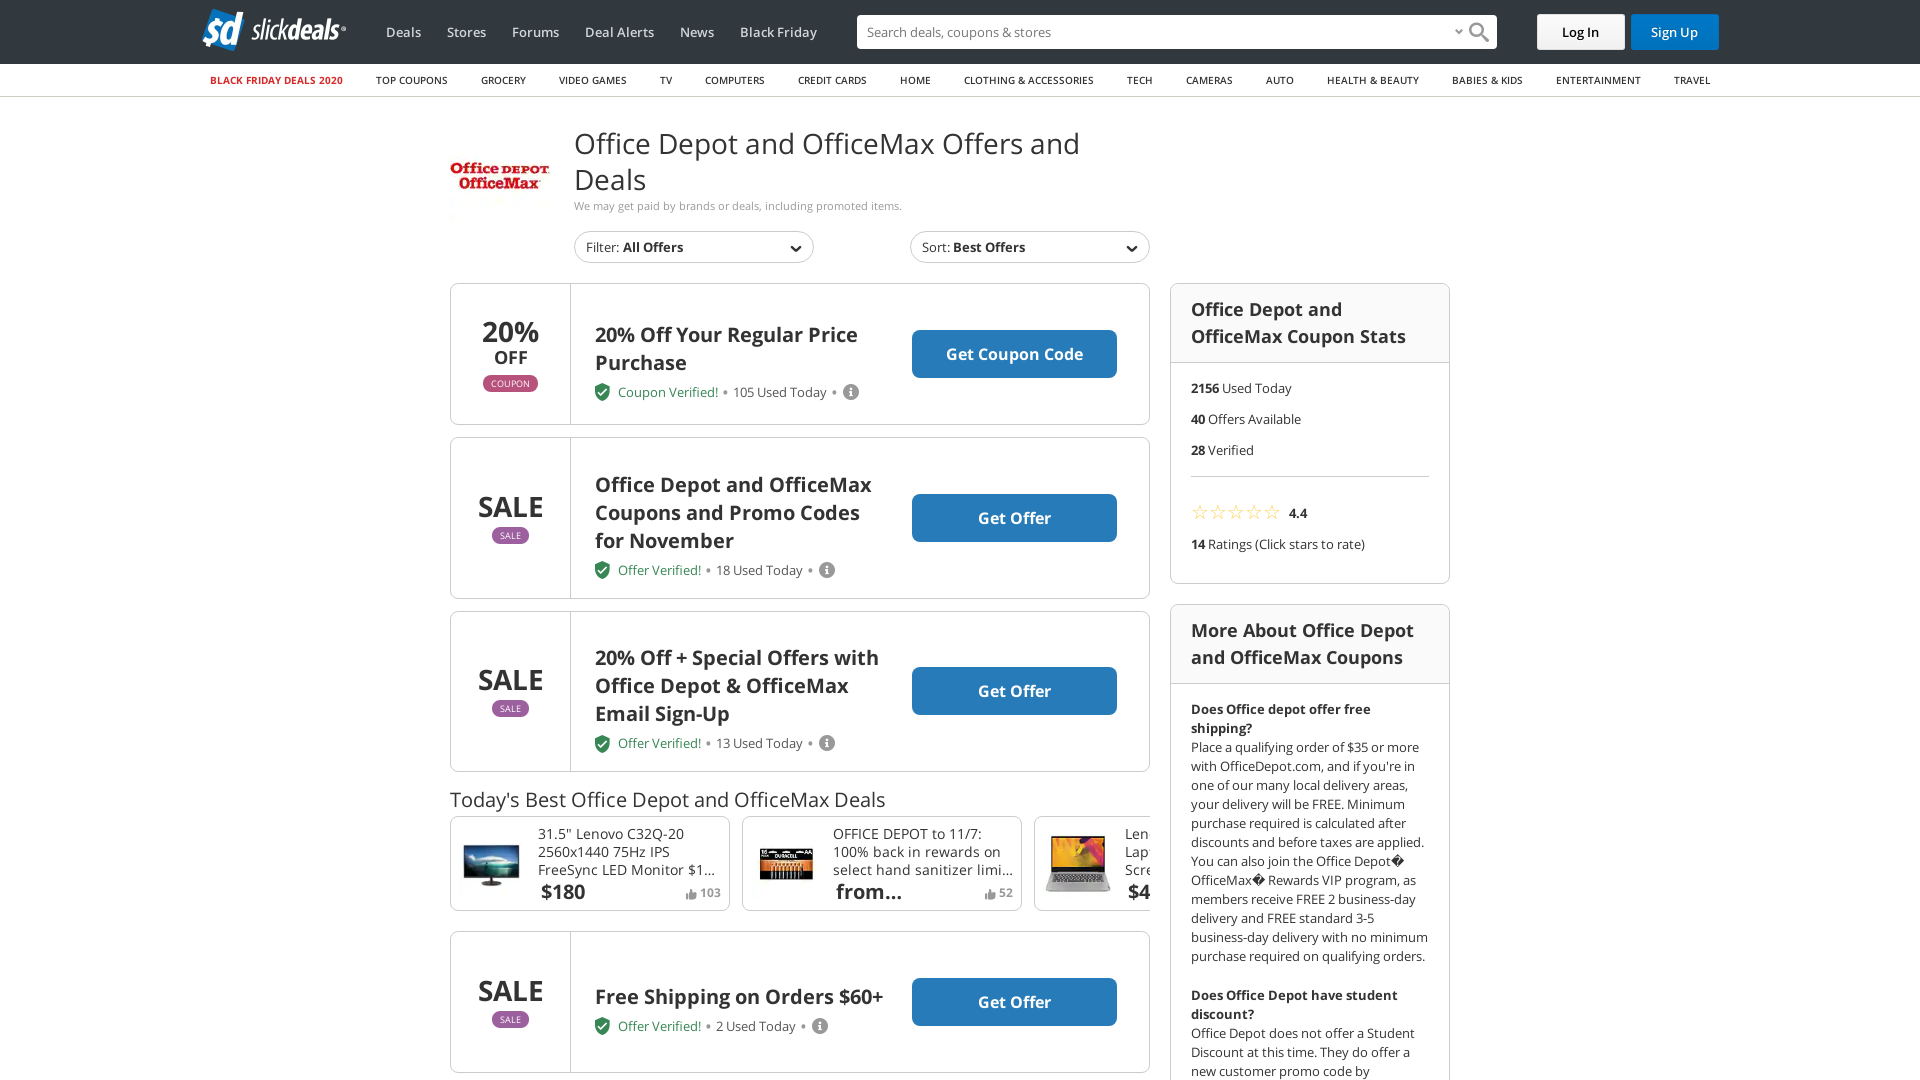 sd slickdeals®
Deals Stores Forums Deal Alerts News Black Friday
Search deals, coupons & shops
Log In Sign Up
BLACK FRIDAY DEALS 2020 TOP COUPONS GROCERY VIDEO GAMES TV COMPUTERS CREDIT CARDS HOME CLOTHING & ACCESSORIES TECH CAMERAS AUTO HEALTH & BEAUTY BABIES & KIDS ENTERTAINMENT TRAVEL
Office DEPOT
OfficeMax
Office Depot and OfficeMax Offers and
Deals
We may get paid by brands or deals, including promoted items.
Filter: All Offers
Sort: Best Offers
20%
OFF
COUPON
20% Off Your Regular Price
Purchase
Coupon Verified! • 105 Used Today •
Get Coupon Code
SALE
SALE
Office Depot and OfficeMax
Coupons and Promo Codes
for November
Offer Verified! • 18 Used Today •
Get Offer
SALE
SALE
20% Off + Special Offers with
Office Depot & OfficeMax
Email Sign-Up
Offer Verified! • 13 Used Today •
Get Offer
Today's Best Office Depot and OfficeMax Deals
31.5" Lenovo C32Q-20
2560x1440 75Hz IPS
FreeSync LED Monitor $1...
$180
103
DURACELL
AA
OFFICE DEPOT to 11/7:
100% back in rewards on
select hand sanitizer limi...
from...
52
Len
Lap
Scre
$4
SALE
SALE
Free Shipping on Orders $60+
Offer Verified! • 2 Used Today •
Get Offer
Office Depot and
OfficeMax Coupon Stats
2156 Used Today
40 Offers Available
28 Verified
☆☆☆☆☆ 4.4
14 Ratings (Click stars to rate)
More About Office Depot
and OfficeMax Coupons
Does Office depot offer free
shipping?
Place a qualifying order of $35 or more
with OfficeDepot.com, and if you're in
one of our many local delivery areas,
your delivery will be FREE. Minimum
purchase required is calculated after
discounts and before taxes are applied.
You can also join the Office Depot�
OfficeMax� Rewards VIP program, as
members receive FREE 2 business-day
delivery and FREE standard 3-5
business-day delivery with no minimum
purchase required on qualifying orders.
Does Office Depot have student
discount?
Office Depot does not offer a Student
Discount at this time. They do offer a
new customer promo code by